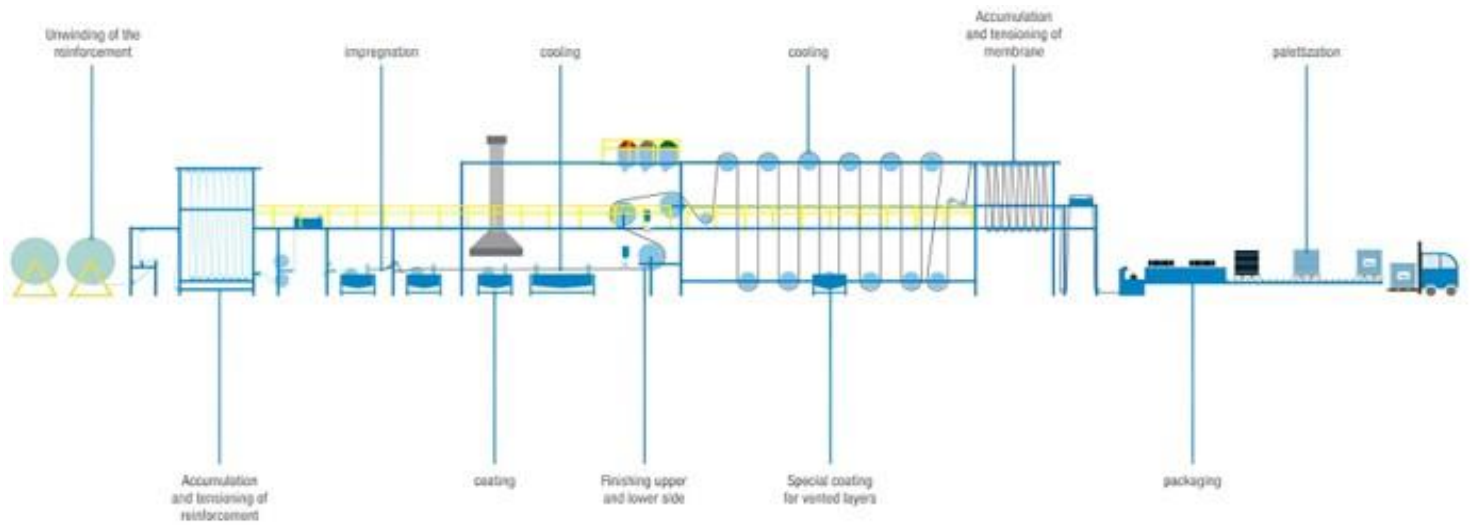 Unwinding of the
reinforcement
impregnation
cooling
cooling
Accumulation
and tensioning of
membrane
palettization
Accumulation
and tensioning of
reinforcement
coating
Finishing upper
and lower side
Special coating
for vented layers
packaging